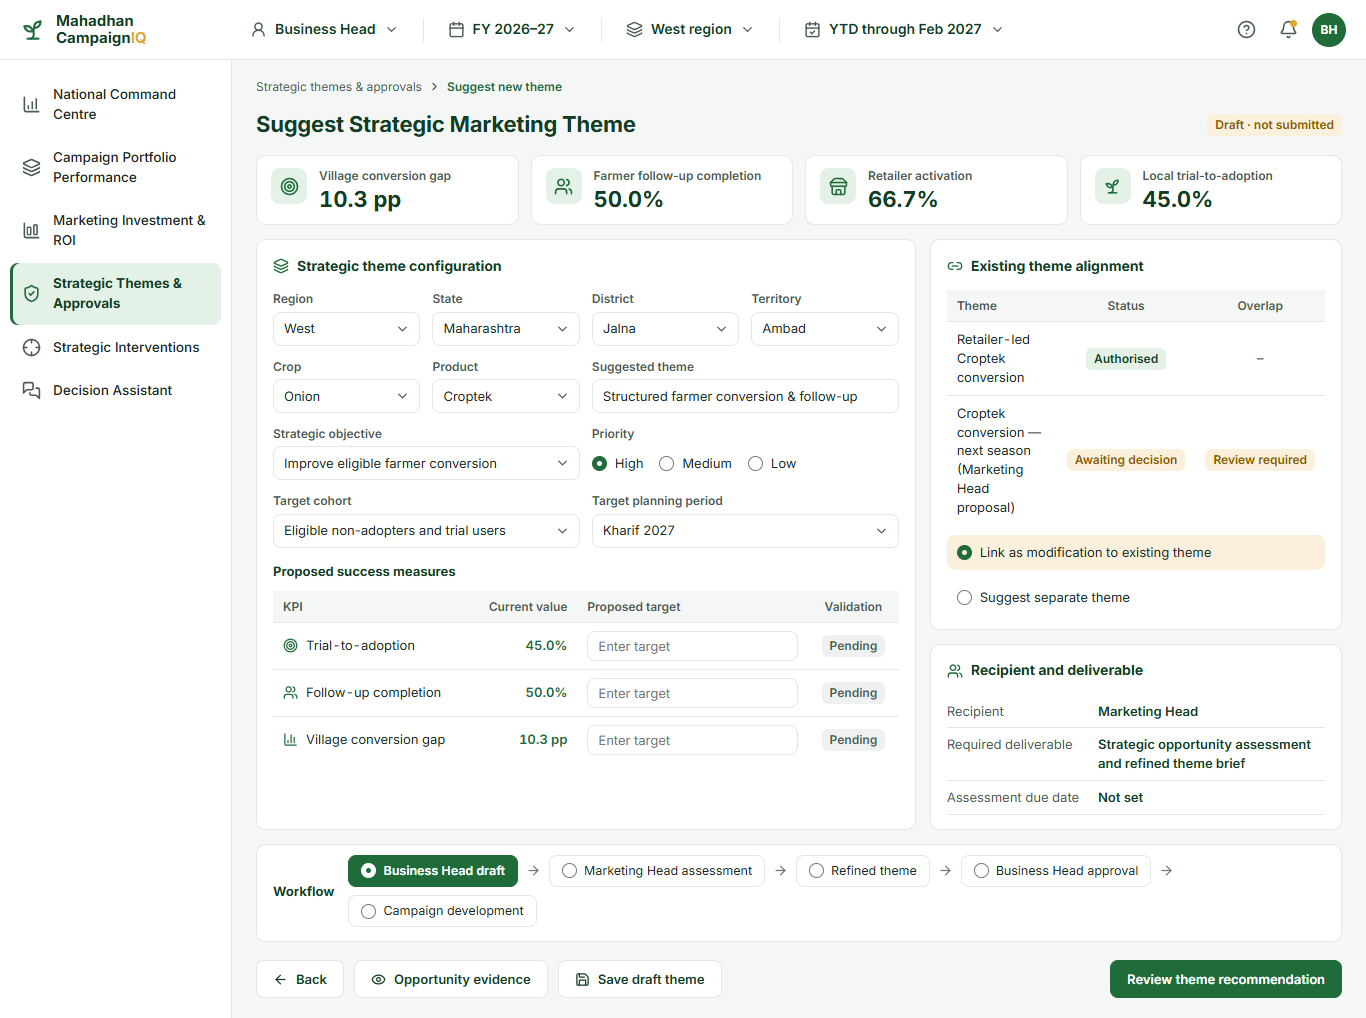 Mahadhan
CampaignIQ
Business Head
FY 2026–27
West region
YTD through Feb 2027
BH
National Command
Centre
Campaign Portfolio
Performance
Marketing Investment &
ROI
Strategic Themes &
Approvals
Strategic Interventions
Decision Assistant
Strategic themes & approvals > Suggest new theme
Suggest Strategic Marketing Theme
Draft · not submitted
Village conversion gap
10.3 pp
Farmer follow-up completion
50.0%
Retailer activation
66.7%
Local trial-to-adoption
45.0%
Strategic theme configuration
Region State District Territory
West Maharashtra Jalna Ambad
Crop Product Suggested theme
Onion Croptek Structured farmer conversion & follow-up
Strategic objective Priority
Improve eligible farmer conversion High Medium Low
Target cohort Target planning period
Eligible non-adopters and trial users Kharif 2027
Proposed success measures
KPI Current value Proposed target Validation
Trial-to-adoption 45.0% Enter target Pending
Follow-up completion 50.0% Enter target Pending
Village conversion gap 10.3 pp Enter target Pending
Existing theme alignment
Theme Status Overlap
Retailer-led
Croptek
conversion
Authorised –
Croptek
conversion —
next season
(Marketing
Head
proposal)
Awaiting decision Review required
Link as modification to existing theme
Suggest separate theme
Recipient and deliverable
Recipient Marketing Head
Required deliverable Strategic opportunity assessment
and refined theme brief
Assessment due date Not set
Workflow
Business Head draft → Marketing Head assessment → Refined theme → Business Head approval →
Campaign development
Back
Opportunity evidence
Save draft theme
Review theme recommendation